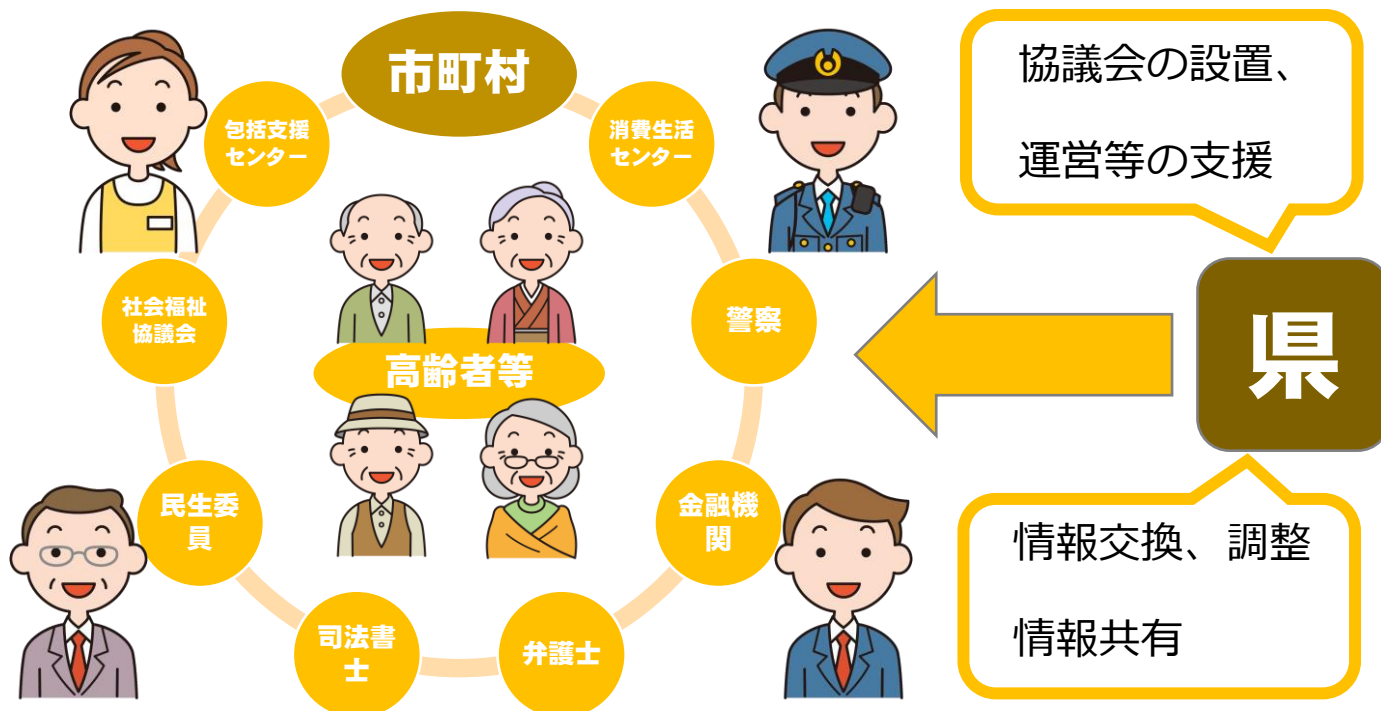 市町村
包括支援
センター
消費生活
センター
社会福祉
協議会
警察
高齢者等
民生委
員
金融機
関
司法書
士
弁護士
協議会の設置、
運営等の支援
県
情報交換、調整
情報共有